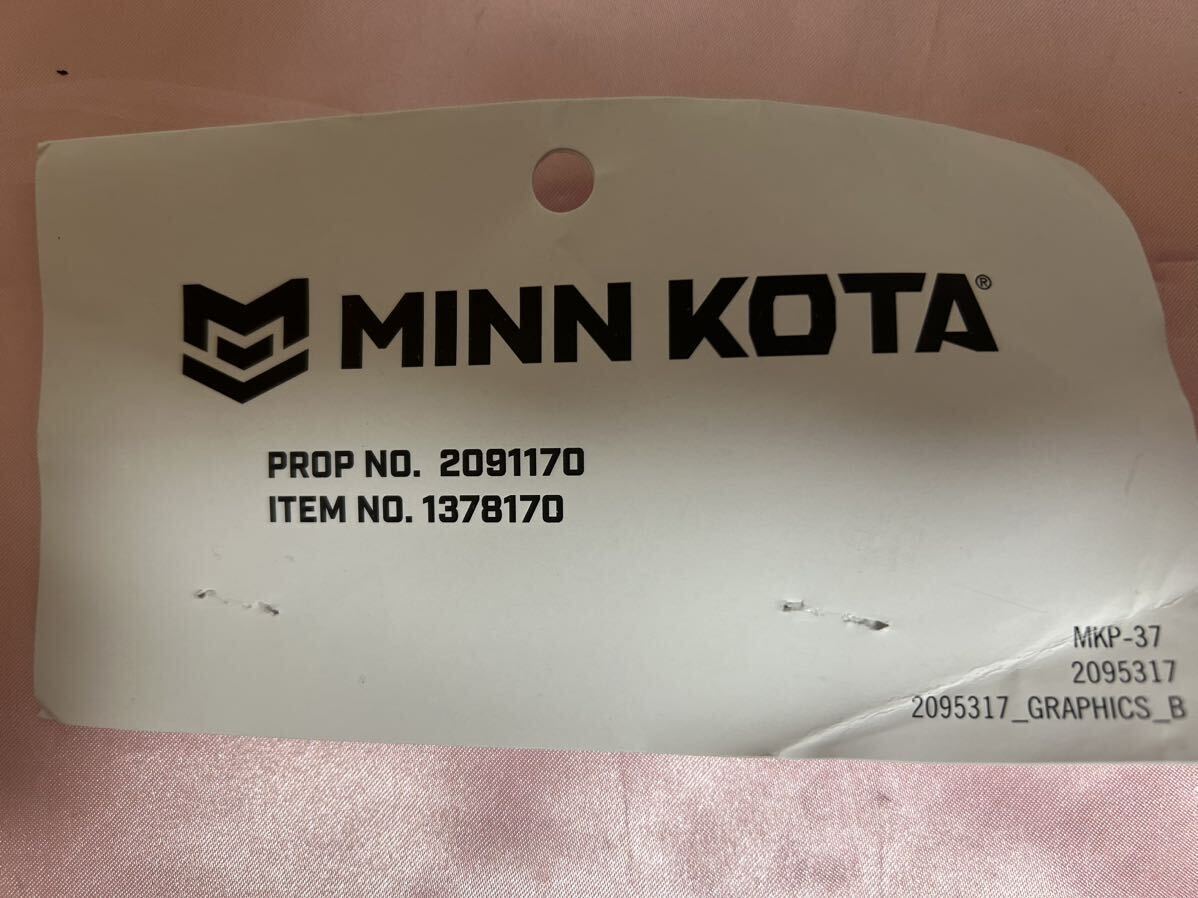 MINN KOTA®
PROP NO. 2091170
ITEM NO. 1378170
MKP-37
2095317
2095317_GRAPHICS_B